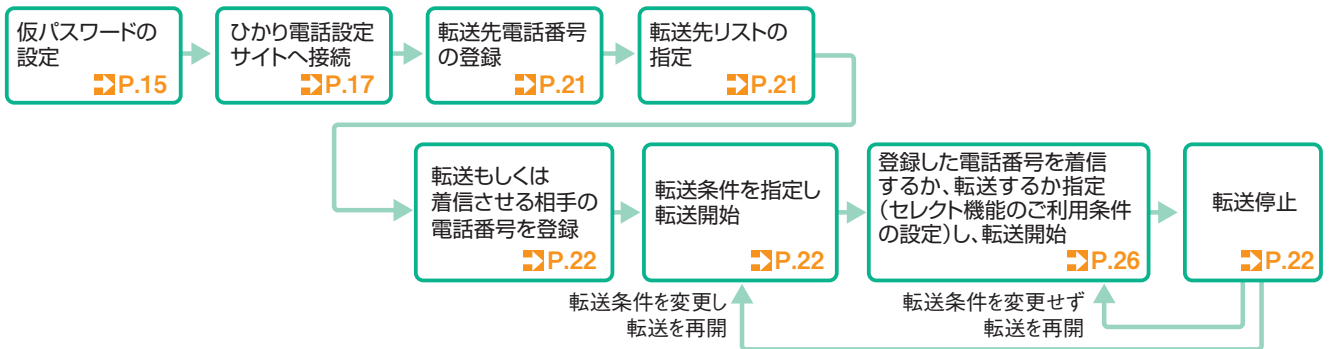 仮パスワードの
設定
P.15
ひかり電話設定
サイトへ接続
P.17
転送先電話番号
の登録
P.21
転送先リストの
指定
P.21
転送もしくは
着信させる相手の
電話番号を登録
P.22
転送条件を指定し
転送開始
P.22
登録した電話番号を着信
するか、転送するか指定
(セレクト機能のご利用条件
の設定)し、転送開始
P.26
転送停止
P.22
転送条件を変更し
転送を再開
転送条件を変更せず
転送を再開